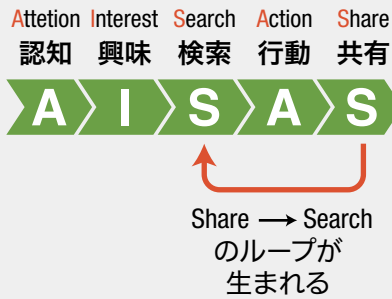 Attetion Interest Search Action Share
認知 興味 検索 行動 共有
A I S A S
Share → Search
のループが
生まれる